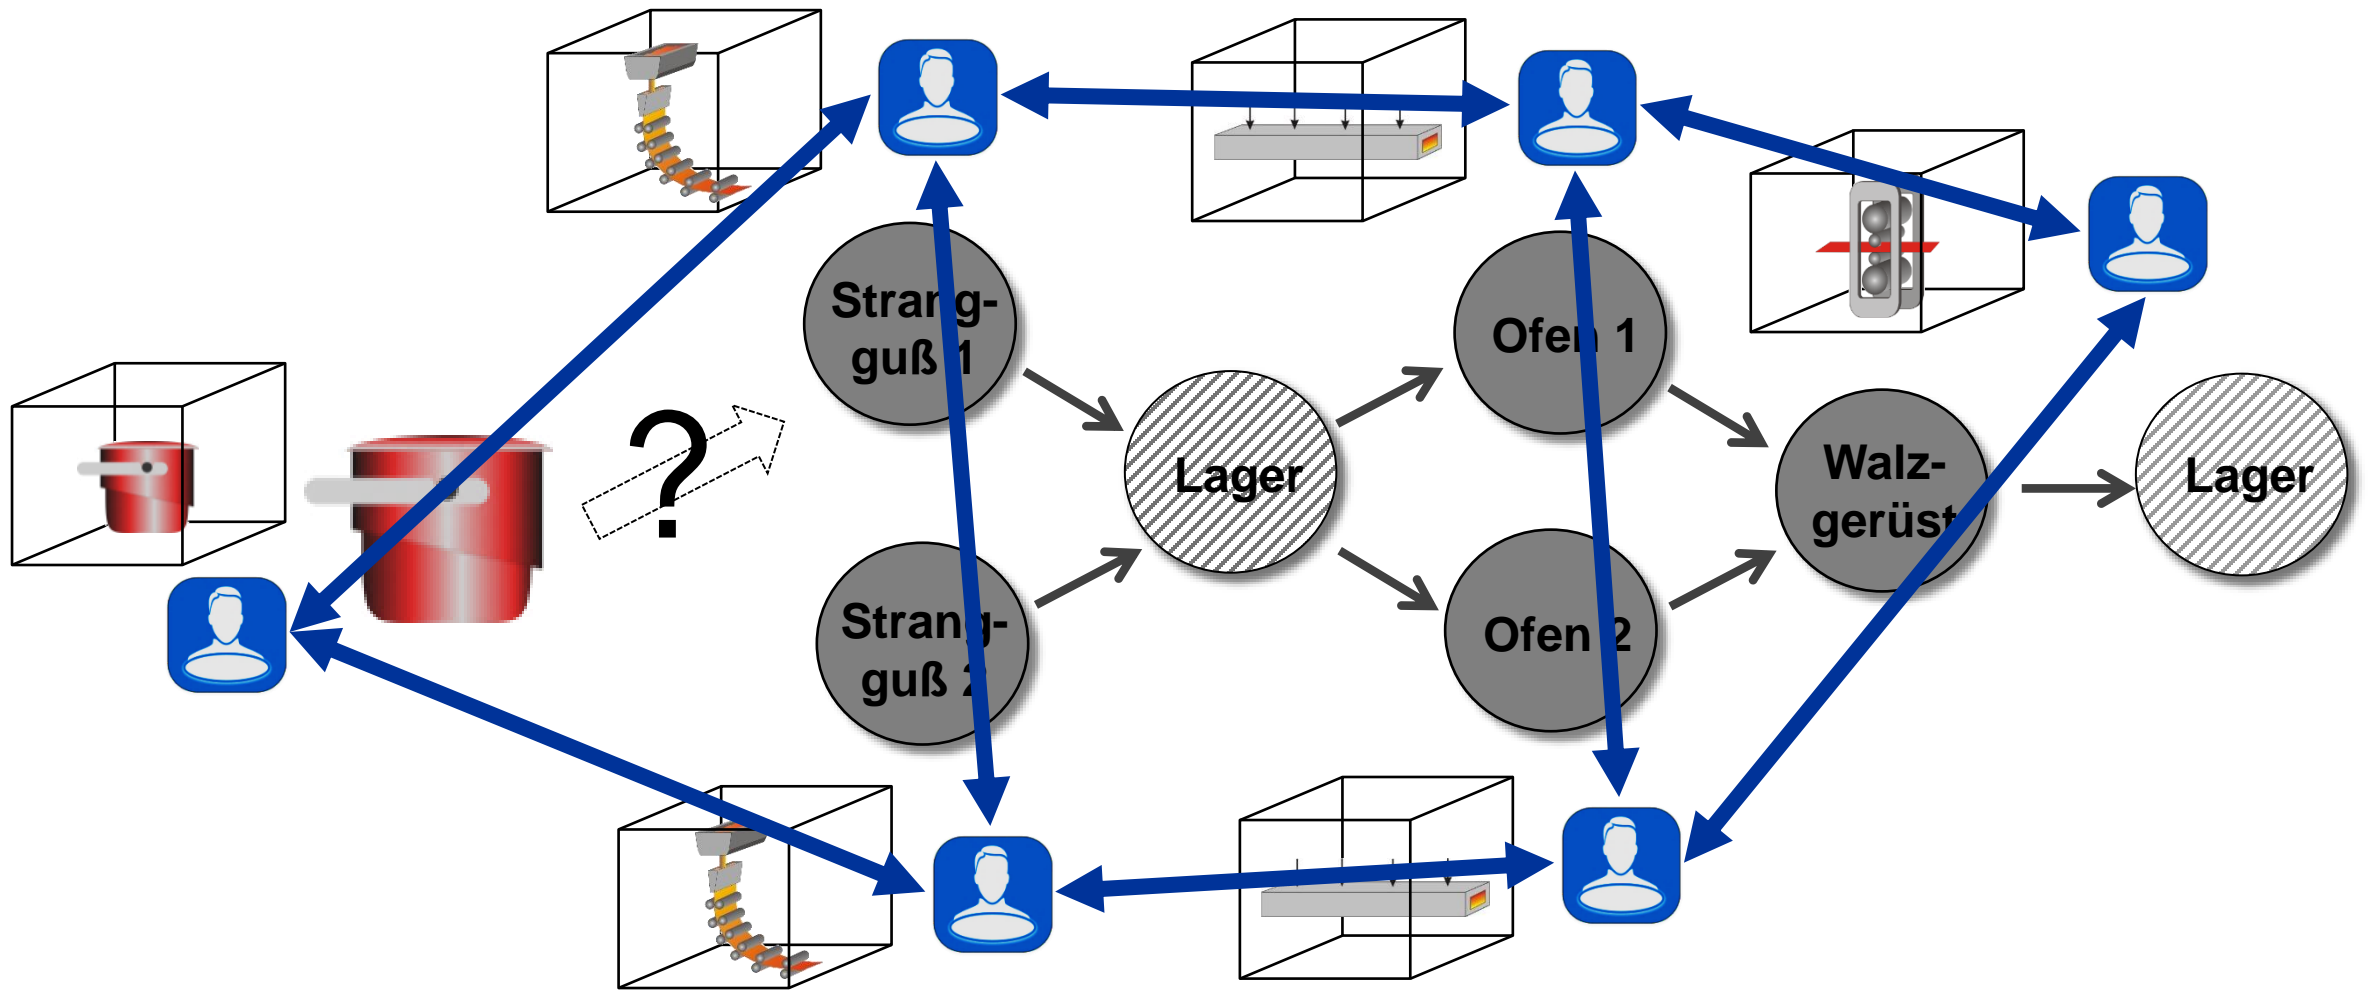 Strang-
guß 1
Ofen 1
?
Lager
Walz-
gerüst
Lager
Strang-
guß 2
Ofen 2